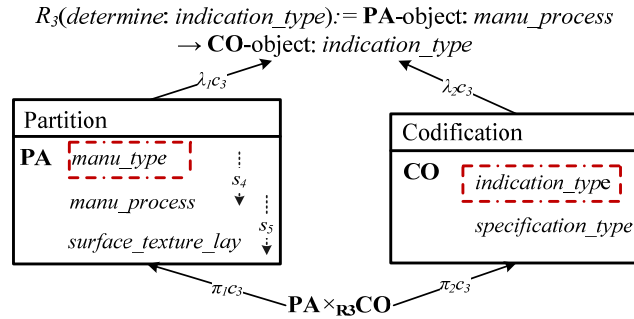 R₃(determine: indication_type):= PA-object: manu_process
→ CO-object: indication_type
λ₁c₃ λ₂c₃
Partition
Codification
PA manu_type
s₄
CO indication_type
manu_process
s₅
specification_type
surface_texture_lay
π₁c₃ π₂c₃
PA×R₃CO